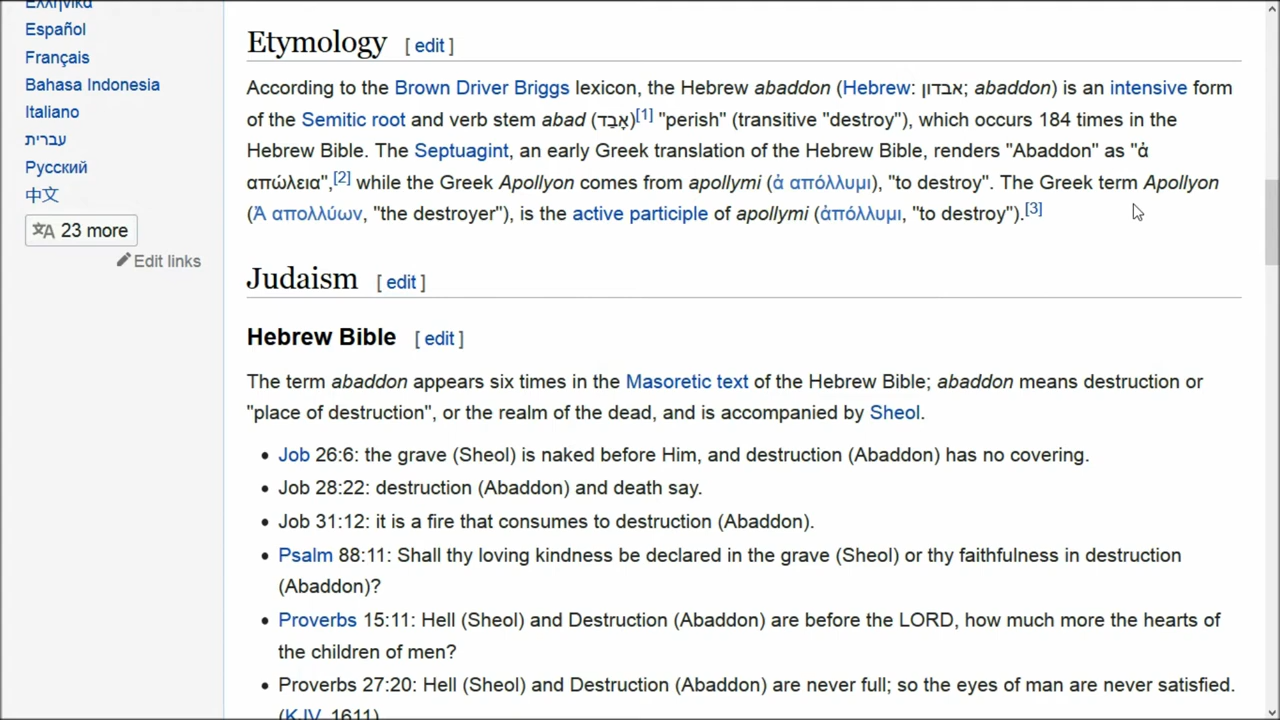 Ελληνικά
Español
Français
Bahasa Indonesia
Italiano
עברית
Русский
中文
23 more
Edit links
Etymology [ edit ]
According to the Brown Driver Briggs lexicon, the Hebrew abaddon (Hebrew: אבדון; abaddon) is an intensive form
of the Semitic root and verb stem abad (אָבַד)[1] "perish" (transitive "destroy"), which occurs 184 times in the
Hebrew Bible. The Septuagint, an early Greek translation of the Hebrew Bible, renders "Abaddon" as "ἀ
απώλεια",[2] while the Greek Apollyon comes from apollymi (ἀ απόλλυμι), "to destroy". The Greek term Apollyon
(Ἀ απολλύων, "the destroyer"), is the active participle of apollymi (ἀπόλλυμι, "to destroy").[3]
Judaism [ edit ]
Hebrew Bible [ edit ]
The term abaddon appears six times in the Masoretic text of the Hebrew Bible; abaddon means destruction or
"place of destruction", or the realm of the dead, and is accompanied by Sheol.
• Job 26:6: the grave (Sheol) is naked before Him, and destruction (Abaddon) has no covering.
• Job 28:22: destruction (Abaddon) and death say.
• Job 31:12: it is a fire that consumes to destruction (Abaddon).
• Psalm 88:11: Shall thy loving kindness be declared in the grave (Sheol) or thy faithfulness in destruction
(Abaddon)?
• Proverbs 15:11: Hell (Sheol) and Destruction (Abaddon) are before the LORD, how much more the hearts of
the children of men?
• Proverbs 27:20: Hell (Sheol) and Destruction (Abaddon) are never full; so the eyes of man are never satisfied.
(KJV, 1611)